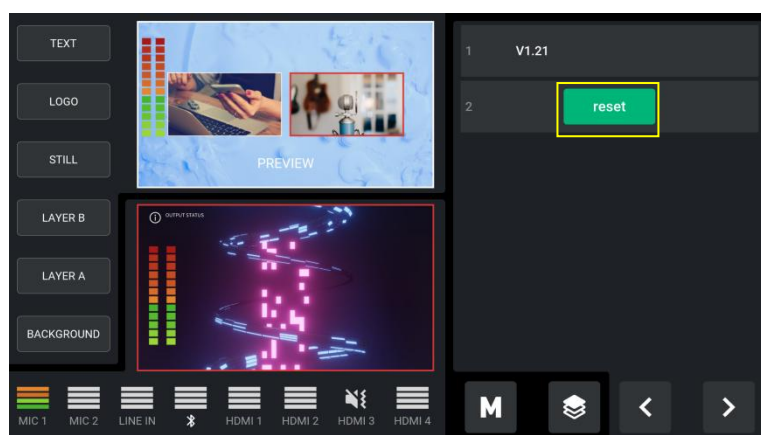 TEXT
LOGO
STILL
LAYER B
LAYER A
BACKGROUND
PREVIEW
OUTPUT STATUS
1 V1.21
2 reset
MIC 1 MIC 2 LINE IN HDMI 1 HDMI 2 HDMI 3 HDMI 4
M